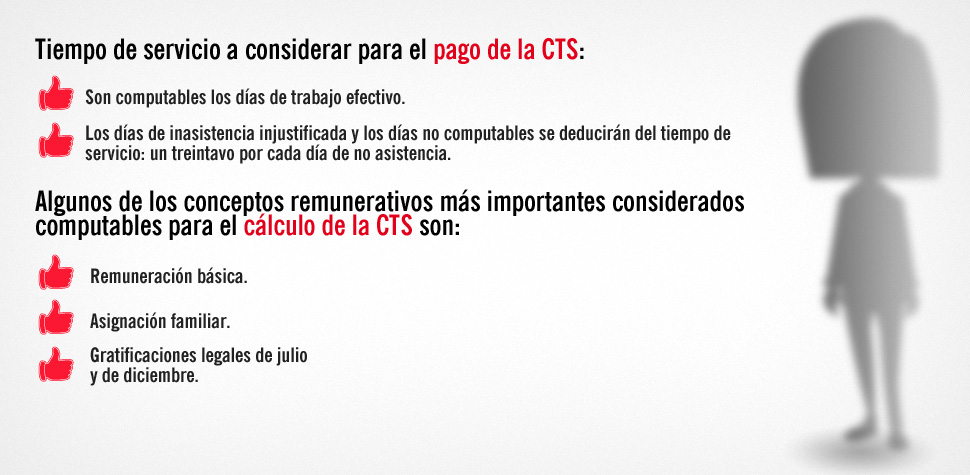 Tiempo de servicio a considerar para el pago de la CTS:
Son computables los días de trabajo efectivo.
Los días de inasistencia injustificada y los días no computables se deducirán del tiempo de
servicio: un treintavo por cada día de no asistencia.
Algunos de los conceptos remunerativos más importantes considerados
computables para el cálculo de la CTS son:
Remuneración básica.
Asignación familiar.
Gratificaciones legales de julio
y de diciembre.